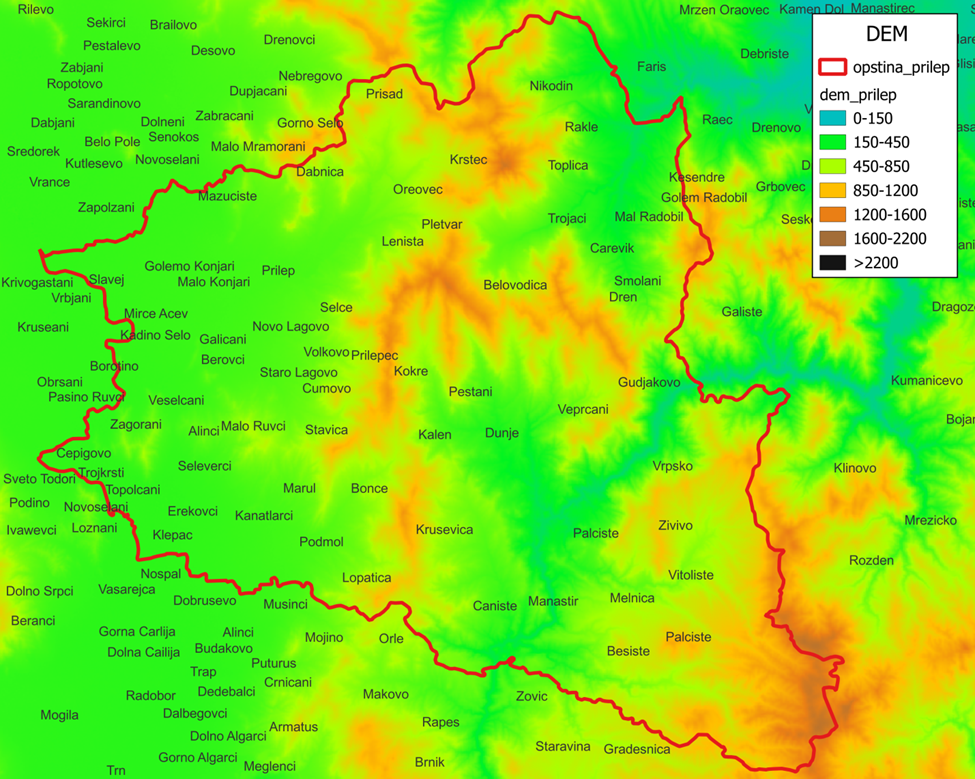 Rilevo
Sekirci
Brailovo
Mrzen Oraovec
Kamen Dol
Manastirec
Pestalevo
Desovo
Drenovci
Debriste
Zabjani
Ropotovo
Nebregovo
Faris
Sarandinovo
Dupjacani
Prisad
Nikodin
Dabjani
Dolneni
Zabracani
Gorno Selo
Rakle
Raec
Drenovo
Belo Pole
Senokos
Malo Mramorani
Sredorek
Kutlesevo
Novoselani
Krstec
Toplica
Vrance
Dabnica
Kesendre
Grbovec
Zapolzani
Mazuciste
Oreovec
Golem Radobil
Pletvar
Trojaci
Mal Radobil
Lenista
Carevik
Krivogastani
Slavej
Golemo Konjari
Malo Konjari
Prilep
Belovodica
Smolani
Dren
Vrbjani
Mirce Acev
Selce
Galiste
Kruseani
Kadino Selo
Galicani
Novo Lagovo
Borotino
Berovci
Volkovo
Prilepec
Obrsani
Staro Lagovo
Kokre
Gudjakovo
Kumanicevo
Pasino Ruvci
Veselcani
Cumovo
Pestani
Veprcani
Zagorani
Alinci
Malo Ruvci
Stavica
Kalen
Dunje
Cepigovo
Sveto Todori
Trojkrsti
Seleverci
Vrpsko
Klinovo
Topolcani
Marul
Bonce
Podino
Novoselani
Erekovci
Kanatlarci
Mrezicko
Ivawevci
Loznani
Klepac
Podmol
Krusevica
Palciste
Zivivo
Rozden
Nospal
Lopatica
Vitoliste
Dolno Srpci
Vasarejca
Dobrusevo
Musinci
Caniste
Manastir
Melnica
Beranci
Gorna Carlija
Alinci
Mojino
Orle
Palciste
Dolna Cailija
Budakovo
Besiste
Trap
Puturus
Radobor
Dedebalci
Crnicani
Makovo
Zovic
Mogila
Dalbegovci
Armatus
Rapes
Dolno Algarci
Staravina
Gradesnica
Gorno Algarci
Meglenci
Brnik
Trn
DEM
opstina_prilep
dem_prilep
0-150
150-450
450-850
850-1200
1200-1600
1600-2200
>2200